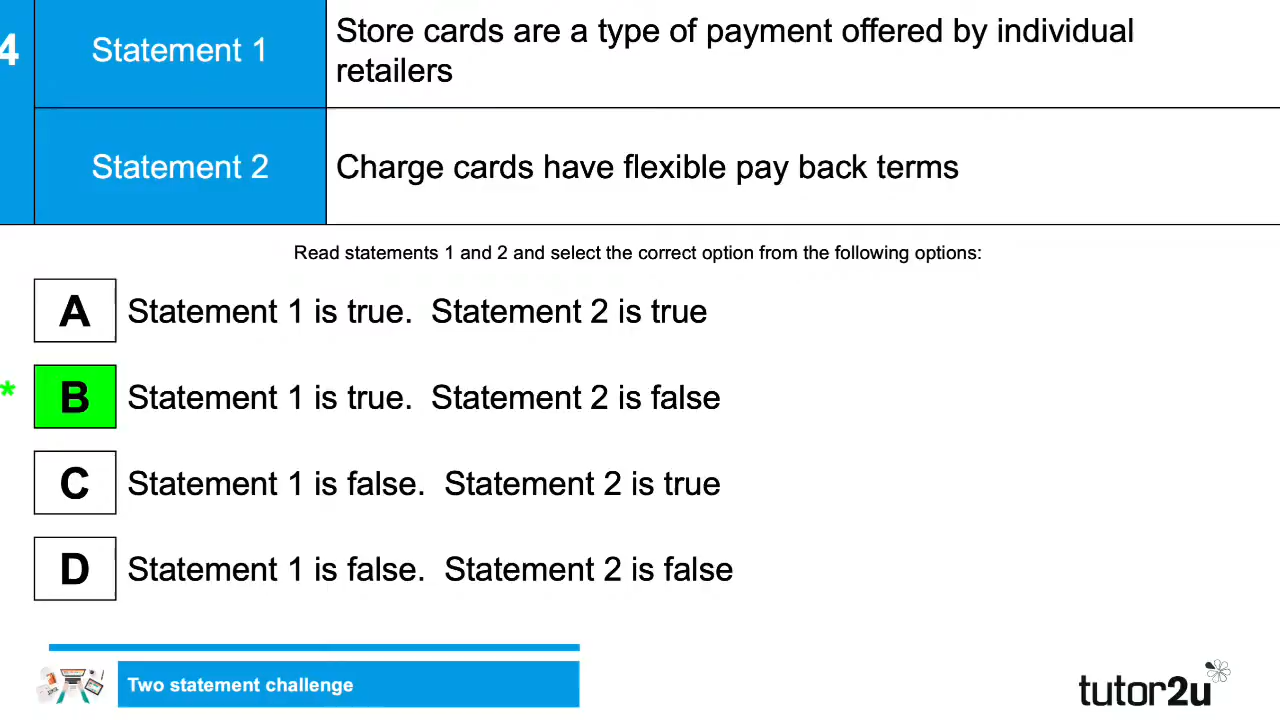 4
Statement 1
Store cards are a type of payment offered by individual
retailers
Statement 2
Charge cards have flexible pay back terms
Read statements 1 and 2 and select the correct option from the following options:
A Statement 1 is true. Statement 2 is true
* B Statement 1 is true. Statement 2 is false
C Statement 1 is false. Statement 2 is true
D Statement 1 is false. Statement 2 is false
Two statement challenge
tutor2u